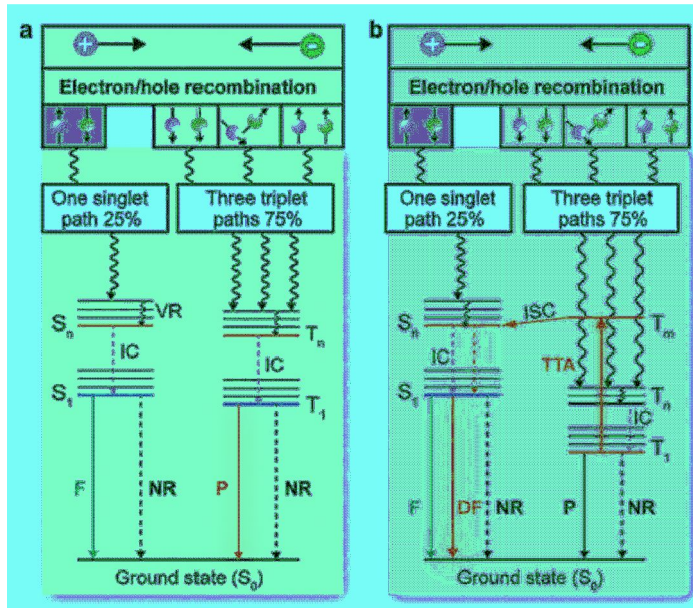 a
+
-
Electron/hole recombination
One singlet
path 25%
Three triplet
paths 75%
VR
Sn
Tn
IC
IC
S1
T1
F
NR
P
NR
Ground state (S0)
b
+
-
Electron/hole recombination
One singlet
path 25%
Three triplet
paths 75%
ISC
Sn
Tm
TTA
IC
S1
Tn
IC
T1
F
DF
NR
P
NR
Ground state (S0)